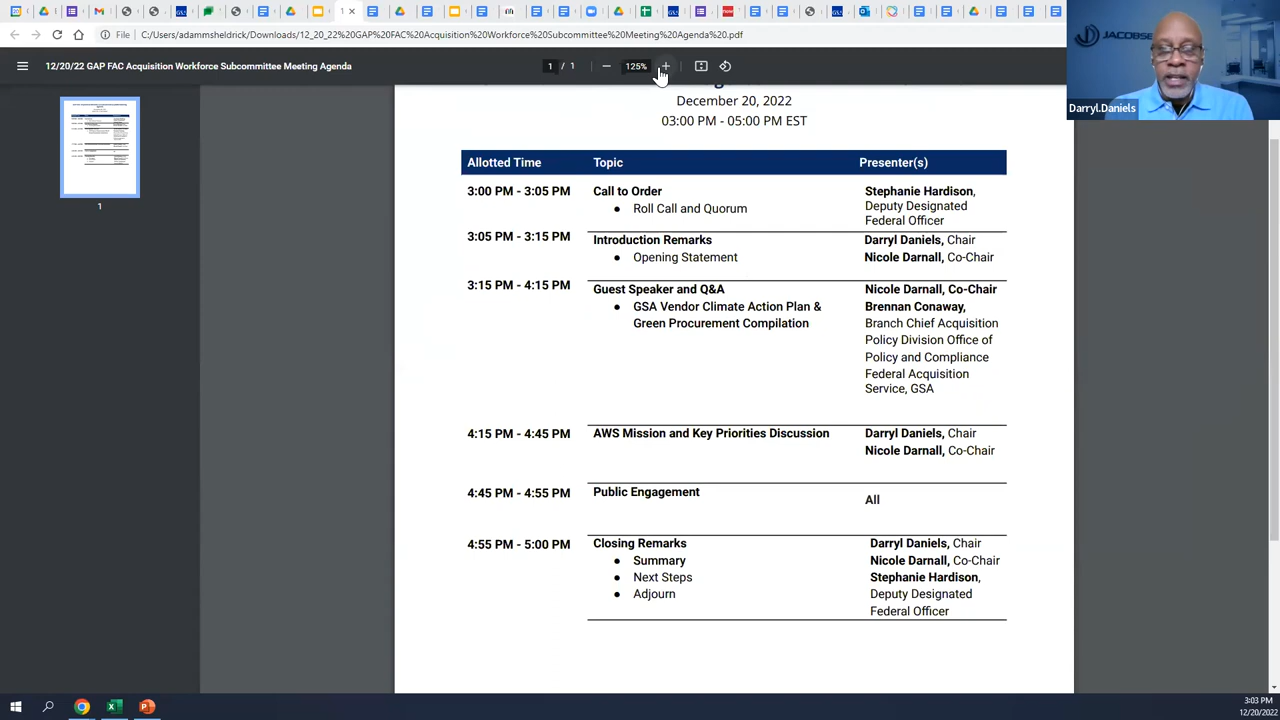 1
File
C:/Users/adammsheldrick/Downloads/12_20_22%20GAP%20FAC%20Acquisition%20Workforce%20Subcommittee%20Meeting%20Agenda%20.pdf
12/20/22 GAP FAC Acquisition Workforce Subcommittee Meeting Agenda
1 / 1
125%
Darryl.Daniels
1
December 20, 2022
03:00 PM - 05:00 PM EST
Allotted Time Topic Presenter(s)
3:00 PM - 3:05 PM Call to Order Stephanie Hardison,
● Roll Call and Quorum Deputy Designated
Federal Officer
3:05 PM - 3:15 PM Introduction Remarks Darryl Daniels, Chair
● Opening Statement Nicole Darnall, Co-Chair
3:15 PM - 4:15 PM Guest Speaker and Q&A Nicole Darnall, Co-Chair
● GSA Vendor Climate Action Plan & Brennan Conaway,
Green Procurement Compilation Branch Chief Acquisition
Policy Division Office of
Policy and Compliance
Federal Acquisition
Service, GSA
4:15 PM - 4:45 PM AWS Mission and Key Priorities Discussion Darryl Daniels, Chair
Nicole Darnall, Co-Chair
4:45 PM - 4:55 PM Public Engagement All
4:55 PM - 5:00 PM Closing Remarks Darryl Daniels, Chair
● Summary Nicole Darnall, Co-Chair
● Next Steps Stephanie Hardison,
● Adjourn Deputy Designated
Federal Officer
3:03 PM
12/20/2022